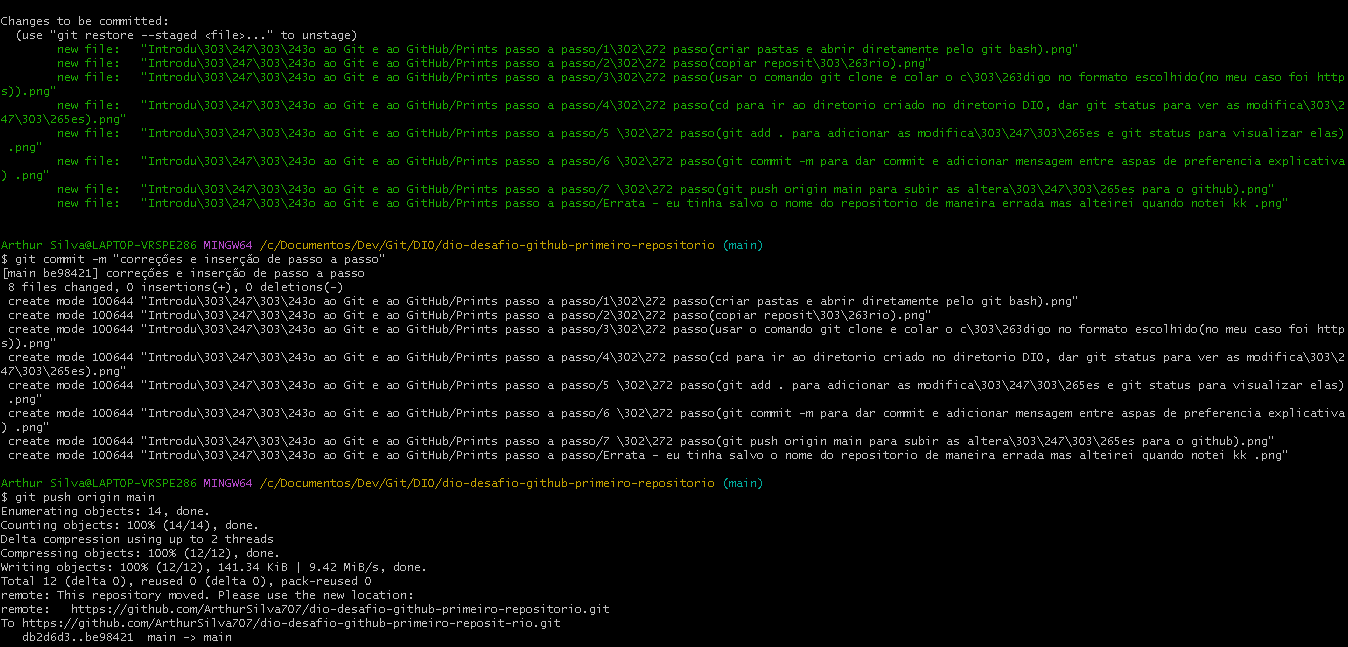 Changes to be committed:
  (use "git restore --staged <file>..." to unstage)
        new file:   "Introdu\303\247\303\243o ao Git e ao GitHub/Prints passo a passo/1\302\272 passo(criar pastas e abrir diretamente pelo git bash).png"
        new file:   "Introdu\303\247\303\243o ao Git e ao GitHub/Prints passo a passo/2\302\272 passo(copiar reposit\303\263rio).png"
        new file:   "Introdu\303\247\303\243o ao Git e ao GitHub/Prints passo a passo/3\302\272 passo(usar o comando git clone e colar o c\303\263digo no formato escolhido(no meu caso foi http
s)).png"
        new file:   "Introdu\303\247\303\243o ao Git e ao GitHub/Prints passo a passo/4\302\272 passo(cd para ir ao diretorio criado no diretorio DIO, dar git status para ver as modifica\303\2
47\303\265es).png"
        new file:   "Introdu\303\247\303\243o ao Git e ao GitHub/Prints passo a passo/5 \302\272 passo(git add . para adicionar as modifica\303\247\303\265es e git status para visualizar elas)
 .png"
        new file:   "Introdu\303\247\303\243o ao Git e ao GitHub/Prints passo a passo/6 \302\272 passo(git commit -m para dar commit e adicionar mensagem entre aspas de preferencia explicativa
) .png"
        new file:   "Introdu\303\247\303\243o ao Git e ao GitHub/Prints passo a passo/7 \302\272 passo(git push origin main para subir as altera\303\247\303\265es para o github).png"
        new file:   "Introdu\303\247\303\243o ao Git e ao GitHub/Prints passo a passo/Errata - eu tinha salvo o nome do repositorio de maneira errada mas alteirei quando notei kk .png"
Arthur Silva@LAPTOP-VRSPE286 MINGW64 /c/Documentos/Dev/Git/DIO/dio-desafio-github-primeiro-repositorio (main)
$ git commit -m "correções e inserção de passo a passo"
[main be98421] correções e inserção de passo a passo
 8 files changed, 0 insertions(+), 0 deletions(-)
 create mode 100644 "Introdu\303\247\303\243o ao Git e ao GitHub/Prints passo a passo/1\302\272 passo(criar pastas e abrir diretamente pelo git bash).png"
 create mode 100644 "Introdu\303\247\303\243o ao Git e ao GitHub/Prints passo a passo/2\302\272 passo(copiar reposit\303\263rio).png"
 create mode 100644 "Introdu\303\247\303\243o ao Git e ao GitHub/Prints passo a passo/3\302\272 passo(usar o comando git clone e colar o c\303\263digo no formato escolhido(no meu caso foi http
s)).png"
 create mode 100644 "Introdu\303\247\303\243o ao Git e ao GitHub/Prints passo a passo/4\302\272 passo(cd para ir ao diretorio criado no diretorio DIO, dar git status para ver as modifica\303\2
47\303\265es).png"
 create mode 100644 "Introdu\303\247\303\243o ao Git e ao GitHub/Prints passo a passo/5 \302\272 passo(git add . para adicionar as modifica\303\247\303\265es e git status para visualizar elas)
 .png"
 create mode 100644 "Introdu\303\247\303\243o ao Git e ao GitHub/Prints passo a passo/6 \302\272 passo(git commit -m para dar commit e adicionar mensagem entre aspas de preferencia explicativa
) .png"
 create mode 100644 "Introdu\303\247\303\243o ao Git e ao GitHub/Prints passo a passo/7 \302\272 passo(git push origin main para subir as altera\303\247\303\265es para o github).png"
 create mode 100644 "Introdu\303\247\303\243o ao Git e ao GitHub/Prints passo a passo/Errata - eu tinha salvo o nome do repositorio de maneira errada mas alteirei quando notei kk .png"
Arthur Silva@LAPTOP-VRSPE286 MINGW64 /c/Documentos/Dev/Git/DIO/dio-desafio-github-primeiro-repositorio (main)
$ git push origin main
Enumerating objects: 14, done.
Counting objects: 100% (14/14), done.
Delta compression using up to 2 threads
Compressing objects: 100% (12/12), done.
Writing objects: 100% (12/12), 141.34 KiB | 9.42 MiB/s, done.
Total 12 (delta 0), reused 0 (delta 0), pack-reused 0
remote: This repository moved. Please use the new location:
remote:   https://github.com/ArthurSilva707/dio-desafio-github-primeiro-repositorio.git
To https://github.com/ArthurSilva707/dio-desafio-github-primeiro-reposit-rio.git
   db2d6d3..be98421  main -> main